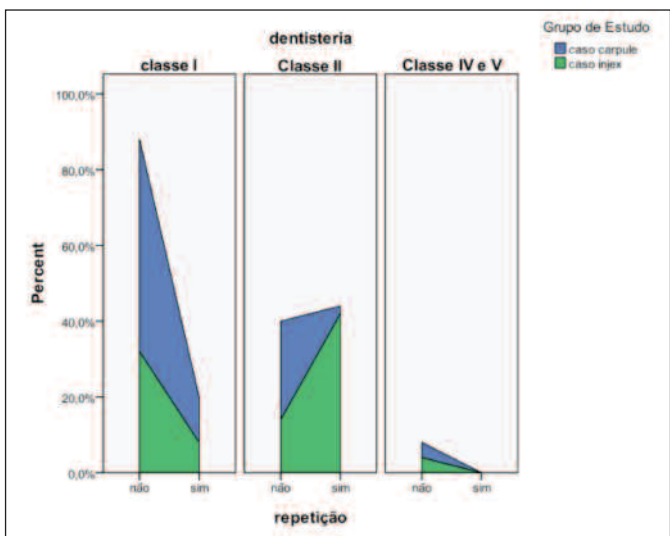 Grupo de Estudo
caso carpule
caso injex
dentisteria
classe I
Classe II
Classe IV e V
100,0%
80,0%
60,0%
40,0%
20,0%
0,0%
Percent
não
sim
não
sim
não
sim
repetição